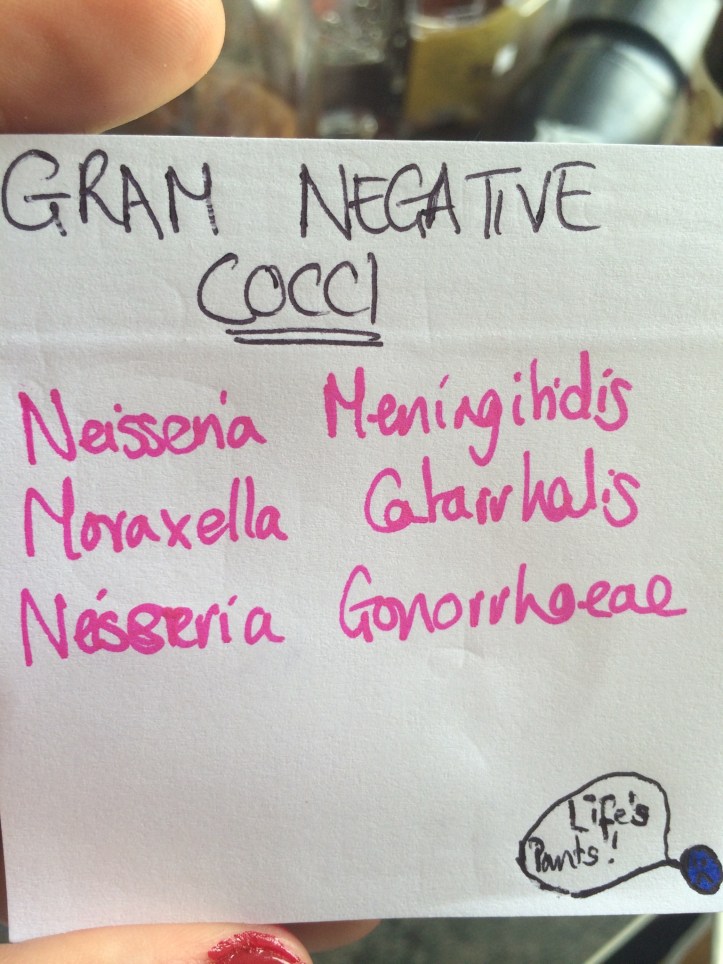 GRAM NEGATIVE
COCCI
Neisseria Meningitidis
Moraxella Catarrhalis
Neisseria Gonorrhoeae
Life's
Pants!